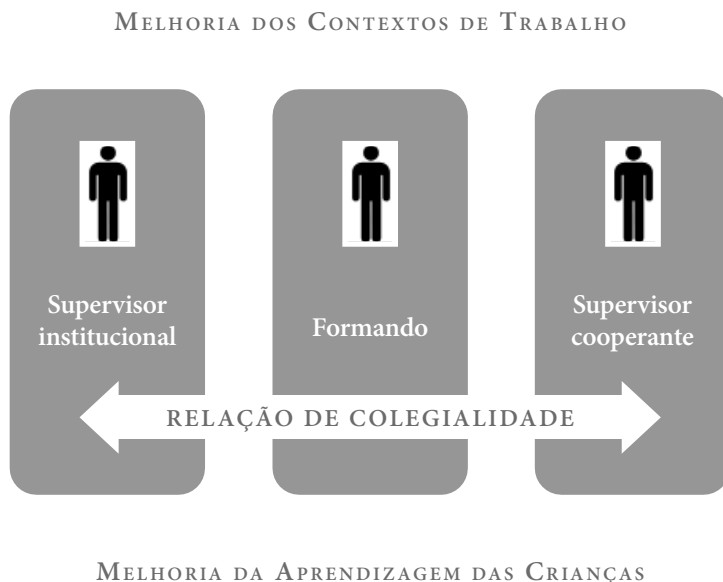 MELHORIA DOS CONTEXTOS DE TRABALHO
Supervisor
institucional
Formando
Supervisor
cooperante
RELAÇÃO DE COLEGIALIDADE
MELHORIA DA APRENDIZAGEM DAS CRIANÇAS